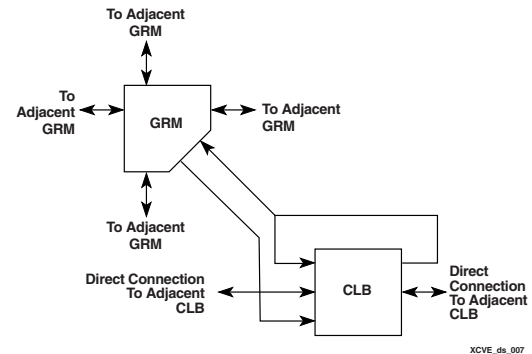 To Adjacent
GRM
To
Adjacent
GRM
GRM
To Adjacent
GRM
To Adjacent
GRM
Direct Connection
To Adjacent
CLB
CLB
Direct
Connection
To Adjacent
CLB
XCVE_ds_007